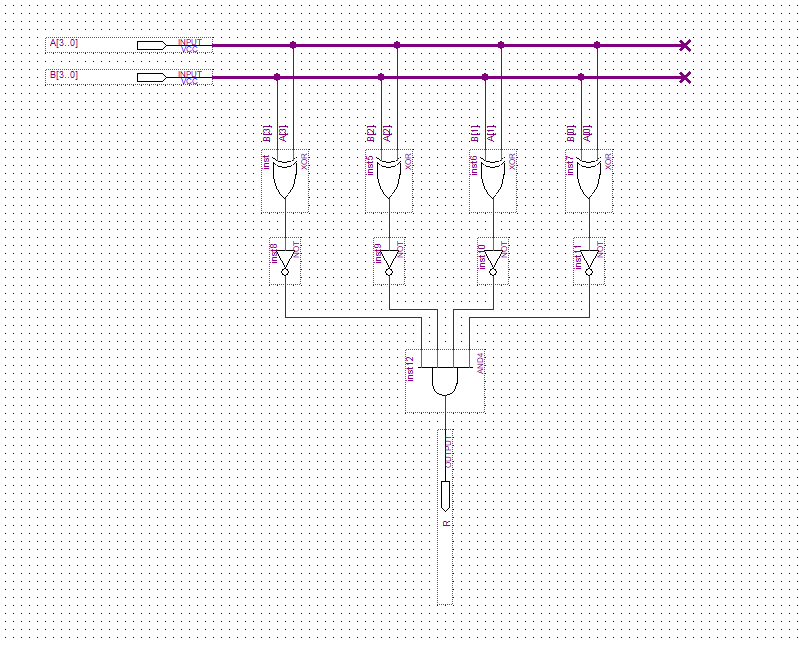 A[3..0]
INPUT
VCC
B[3..0]
INPUT
VCC
B[3]
A[3]
B[2]
A[2]
B[1]
A[1]
B[0]
A[0]
inst
XOR
inst5
XOR
inst6
XOR
inst7
XOR
inst8
NOT
inst9
NOT
inst10
NOT
inst11
NOT
inst12
AND4
OUTPUT
R